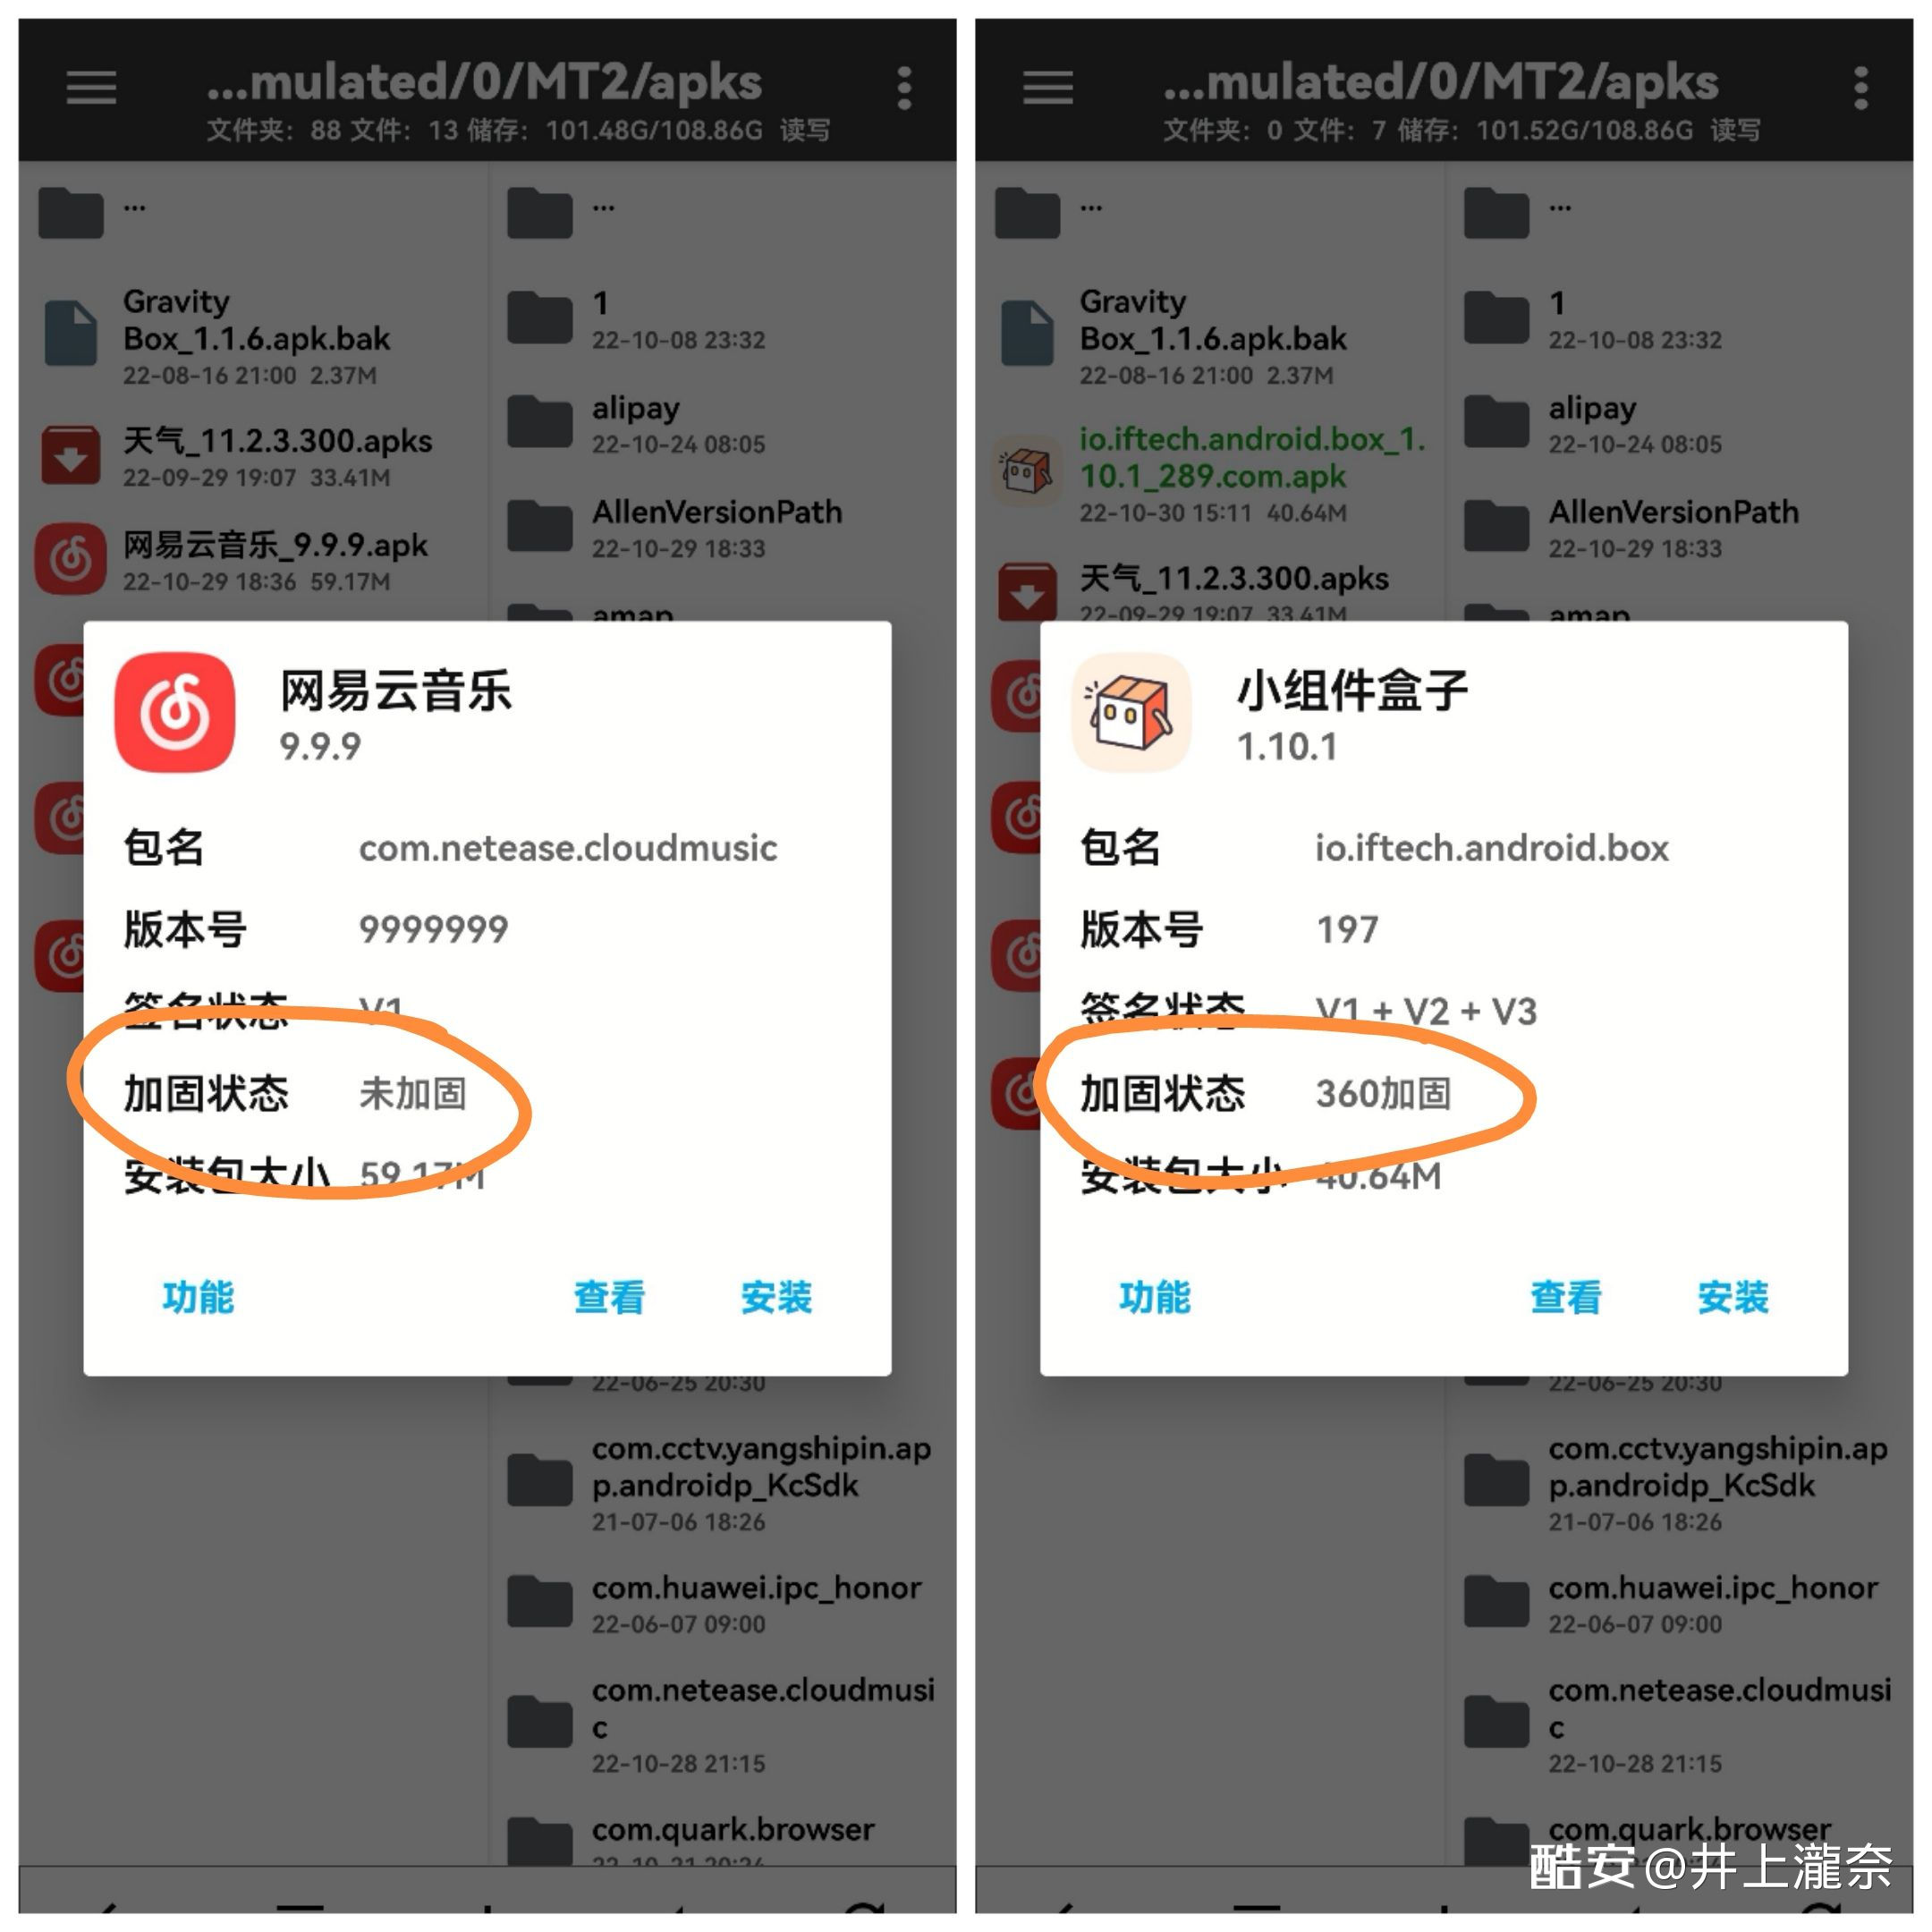 ...mulated/0/MT2/apks
文件夹: 88 文件: 13 储存: 101.48G/108.86G 读写
...
Gravity
Box_1.1.6.apk.bak
22-08-16 21:00 2.37M
天气_11.2.3.300.apks
22-09-29 19:07 33.41M
网易云音乐_9.9.9.apk
22-10-29 18:36 59.17M
...
1
22-10-08 23:32
alipay
22-10-24 08:05
AllenVersionPath
22-10-29 18:33
amap
网易云音乐
9.9.9
包名 com.netease.cloudmusic
版本号 9999999
签名状态 V1
加固状态 未加固
安装包大小 59.17M
功能 查看 安装
22-06-25 20:30
com.cctv.yangshipin.ap
p.androidp_KcSdk
21-07-06 18:26
com.huawei.ipc_honor
22-06-07 09:00
com.netease.cloudmusi
c
22-10-28 21:15
com.quark.browser
...mulated/0/MT2/apks
文件夹: 0 文件: 7 储存: 101.52G/108.86G 读写
...
Gravity
Box_1.1.6.apk.bak
22-08-16 21:00 2.37M
io.iftech.android.box_1.
10.1_289.com.apk
22-10-30 15:11 40.64M
天气_11.2.3.300.apks
22-09-29 19:07 33.41M
...
1
22-10-08 23:32
alipay
22-10-24 08:05
AllenVersionPath
22-10-29 18:33
amap
小组件盒子
1.10.1
包名 io.iftech.android.box
版本号 197
签名状态 V1 + V2 + V3
加固状态 360加固
安装包大小 40.64M
功能 查看 安装
22-06-25 20:30
com.cctv.yangshipin.ap
p.androidp_KcSdk
21-07-06 18:26
com.huawei.ipc_honor
22-06-07 09:00
com.netease.cloudmusi
c
22-10-28 21:15
com.quark.browser
酷安@井上瀧奈